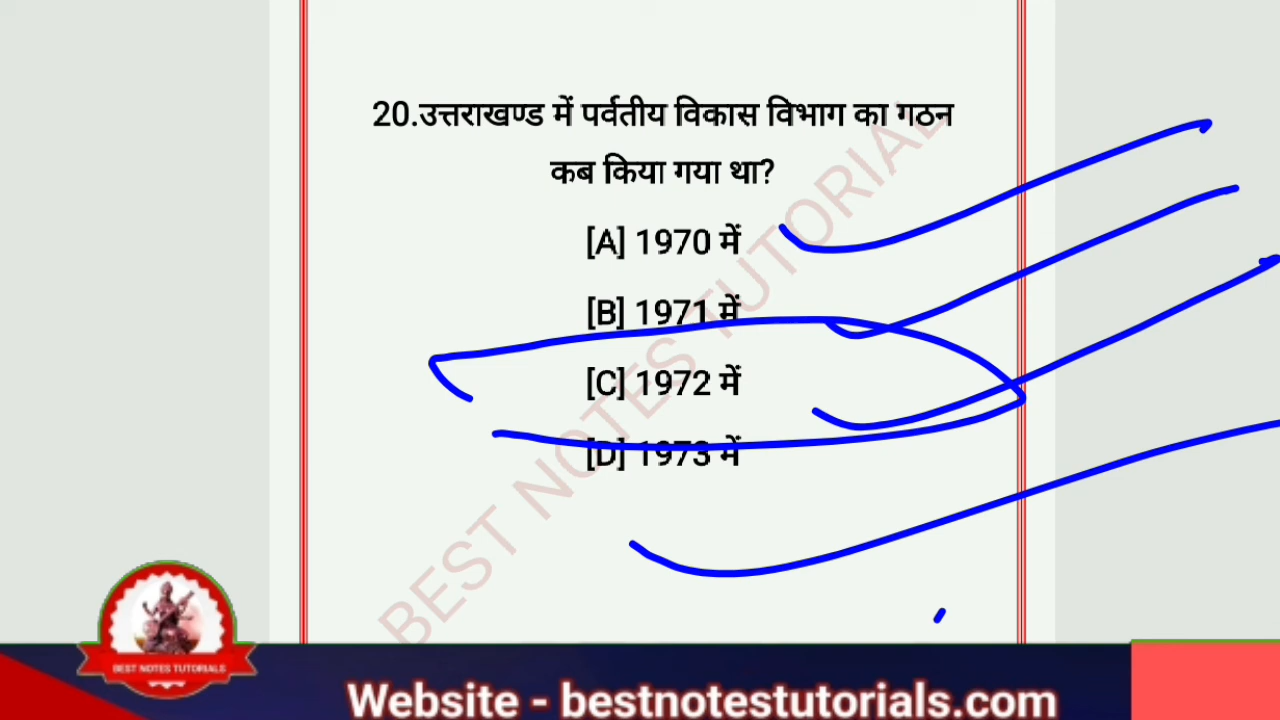 20.उत्तराखण्ड में पर्वतीय विकास विभाग का गठन
कब किया गया था?
[A] 1970 में
[B] 1971 में
[C] 1972 में
[D] 1973 में
BEST NOTES TUTORIAL
BEST NOTES TUTORIALS
Website - bestnotestutorials.com